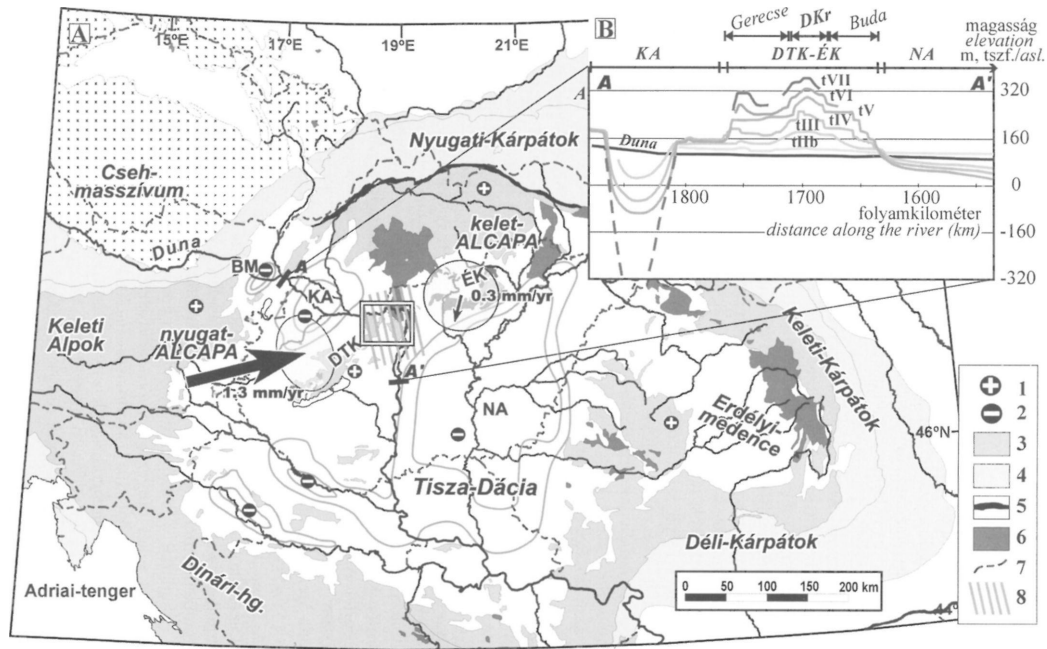 A
15°E
17°E
19°E
21°E
A
Nyugati-Kárpátok
Cseh-
masszívum
kelet-
ALCAPA
Duna
BM
A
KA
ÉK
0.3 mm/yr
Keleti
Alpok
nyugat-
ALCAPA
DTK
A'
1.3 mm/yr
NA
Keleti-Kárpátok
Erdélyi-
medence
46°N
Tisza-Dácia
Déli-Kárpátok
Dinári-hg.
Adriai-tenger
0 50 100 150 200 km
44°
B
Gerecse DKr Buda
KA DTK-ÉK NA
magasság
elevation
m, tszf./asl.
A A'
tVII
tVI
tV
tIV
tIII
tIIb
Duna
320
160
0
-160
-320
1800 1700 1600
folyamkilométer
distance along the river (km)
1
2
3
4
5
6
7
8